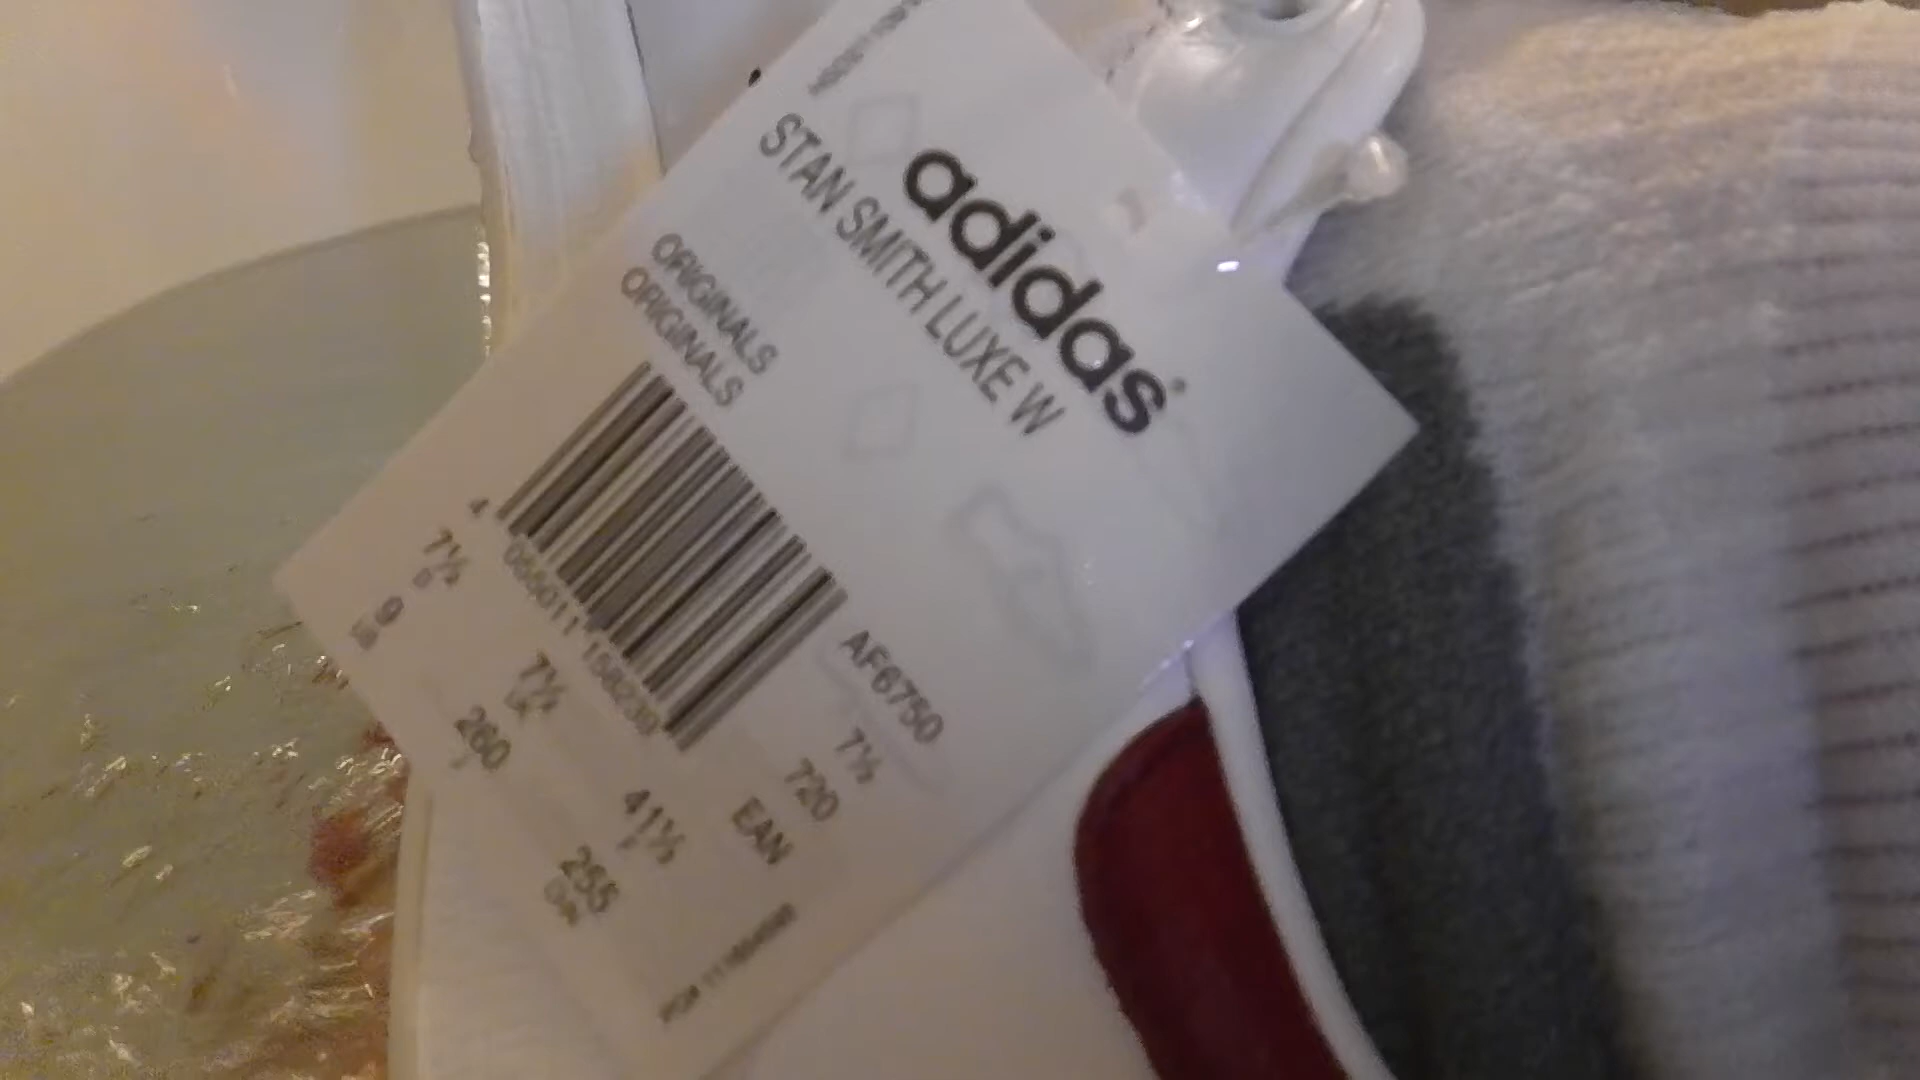 adidas
STAN SMITH LUXE W
ORIGINALS
ORIGINALS
AF6750
7½
720
EAN
4
7½
9
7½
260
41⅓
255